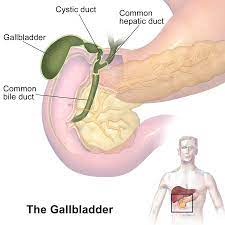 Cystic duct
Common
hepatic duct
Gallbladder
Common
bile duct
The Gallbladder